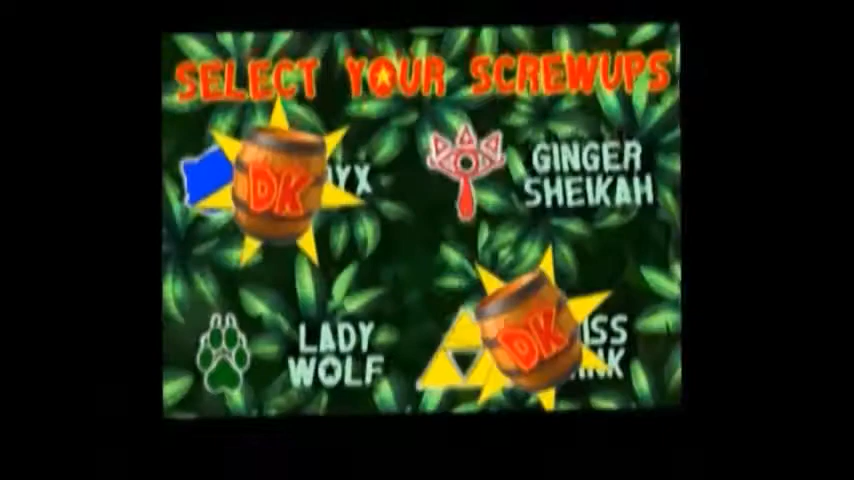 SELECT YOUR SCREWUPS
DK
GINGER
SHEIKAH
LADY
WOLF
DK